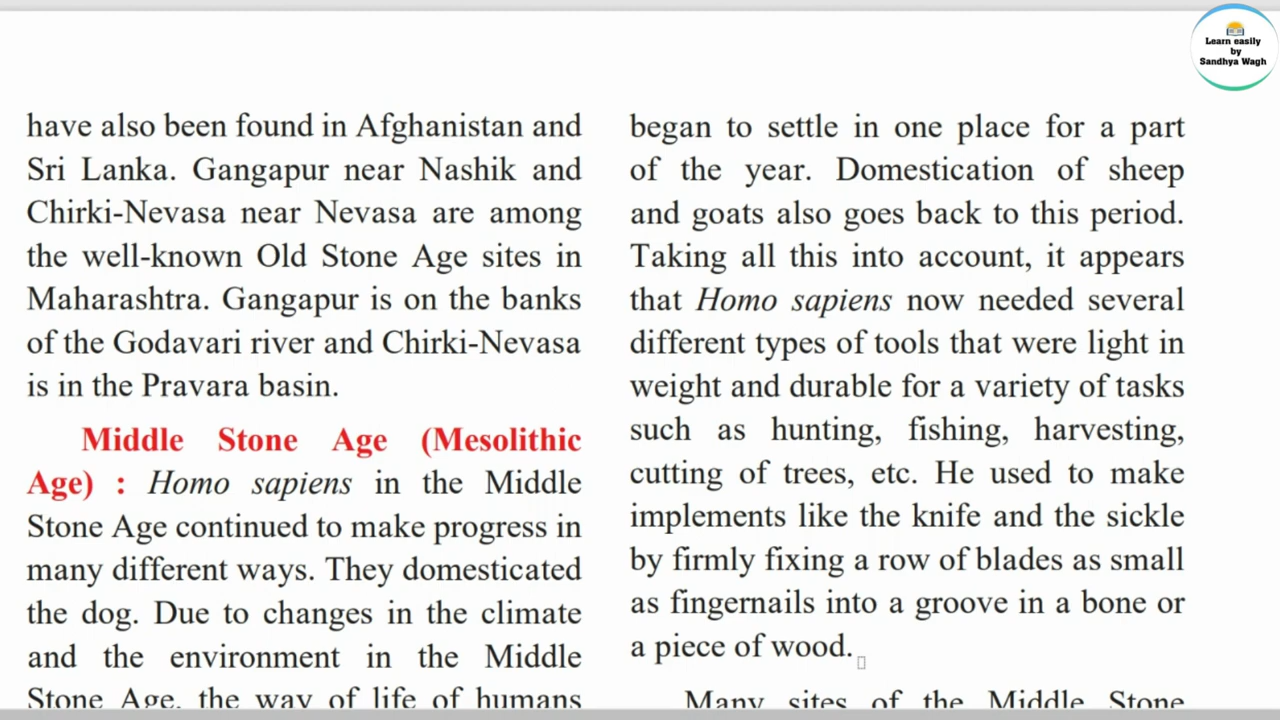 Learn easily
by
Sandhya Wagh
have also been found in Afghanistan and
Sri Lanka. Gangapur near Nashik and
Chirki-Nevasa near Nevasa are among
the well-known Old Stone Age sites in
Maharashtra. Gangapur is on the banks
of the Godavari river and Chirki-Nevasa
is in the Pravara basin.
Middle Stone Age (Mesolithic
Age) : Homo sapiens in the Middle
Stone Age continued to make progress in
many different ways. They domesticated
the dog. Due to changes in the climate
and the environment in the Middle
Stone Age, the way of life of humans
began to settle in one place for a part
of the year. Domestication of sheep
and goats also goes back to this period.
Taking all this into account, it appears
that Homo sapiens now needed several
different types of tools that were light in
weight and durable for a variety of tasks
such as hunting, fishing, harvesting,
cutting of trees, etc. He used to make
implements like the knife and the sickle
by firmly fixing a row of blades as small
as fingernails into a groove in a bone or
a piece of wood.
Many sites of the Middle Stone